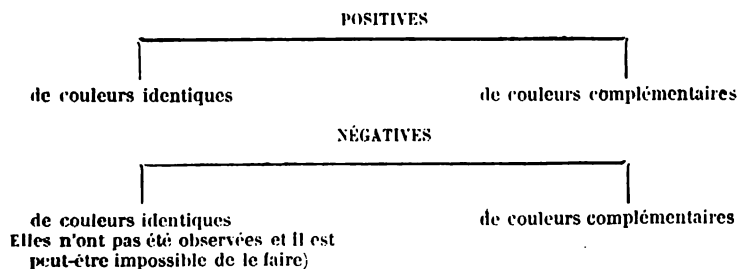 POSITIVES
de couleurs identiques de couleurs complémentaires
NÉGATIVES
de couleurs identiques de couleurs complémentaires
Elles n'ont pas été observées et il est
peut-être impossible de le faire)